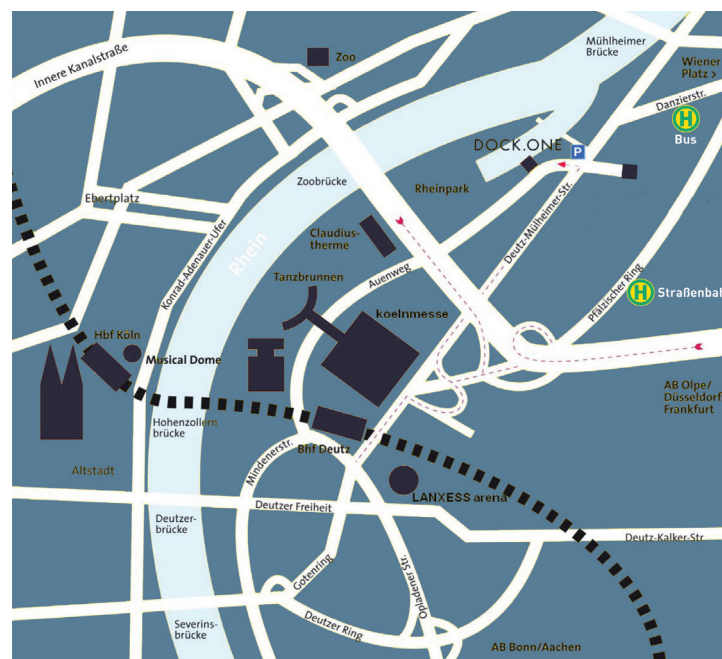 Innere Kanalstraße
Zoo
Mühlheimer
Brücke
Wiener
Platz >
Danzierstr.
H
Bus
DOCK.ONE
P
Zoobrücke
Rheinpark
Ebertplatz
Claudius-
therme
Deutz-Mülheimer-Str.
Konrad-Adenauer-Ufer
Rhein
Tanzbrunnen
Auenweg
Pfälzischer Ring
H
Straßenbah
koelnmesse
Hbf Köln
Musical Dome
AB Olpe/
Düsseldorf
Frankfurt
Hohenzollern
brücke
Mindenerstr.
Bhf Deutz
Altstadt
LANXESS arena
Deutzer Freiheit
Deutzer-
brücke
Deutz-Kalker-Str
Gotenring
Opladener Str.
Deutzer Ring
Severins-
brücke
AB Bonn/Aachen